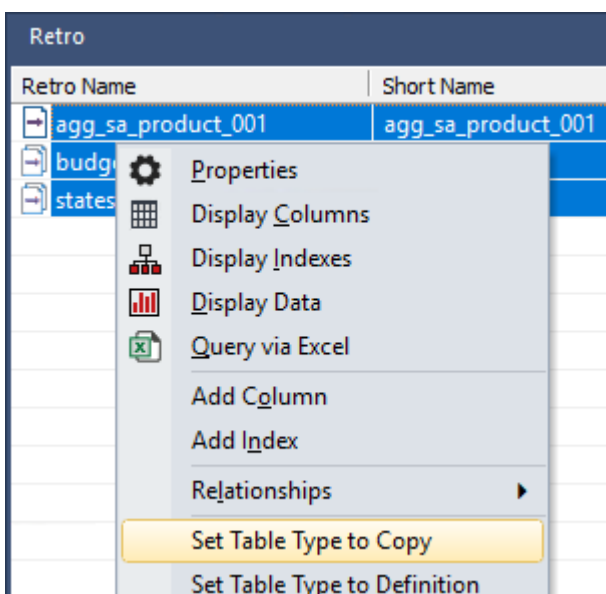 Retro
Retro Name Short Name
agg_sa_product_001 agg_sa_product_001
states
Properties
Display Columns
Display Indexes
Display Data
Query via Excel
Add Column
Add Index
Relationships
Set Table Type to Copy
Set Table Type to Definition